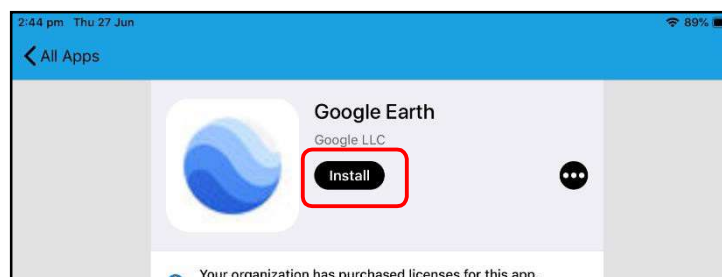 2:44 pm Thu 27 Jun 89%
All Apps
Google Earth
Google LLC
Install
Your organization has purchased licenses for this app.